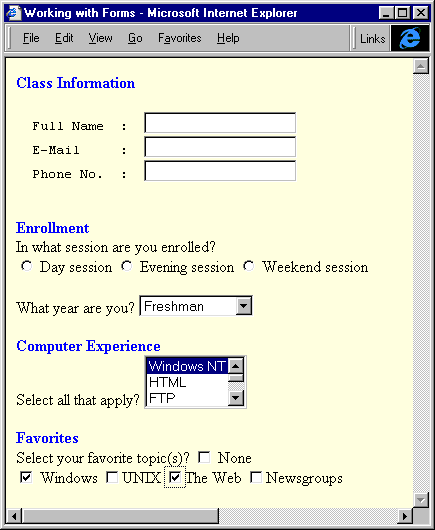 Working with Forms - Microsoft Internet Explorer
File Edit View Go Favorites Help Links
Class Information
Full Name :
E-Mail :
Phone No. :
Enrollment
In what session are you enrolled?
Day session Evening session Weekend session
What year are you? Freshman
Computer Experience
Windows NT
HTML
Select all that apply? FTP
Favorites
Select your favorite topic(s)? None
Windows UNIX The Web Newsgroups